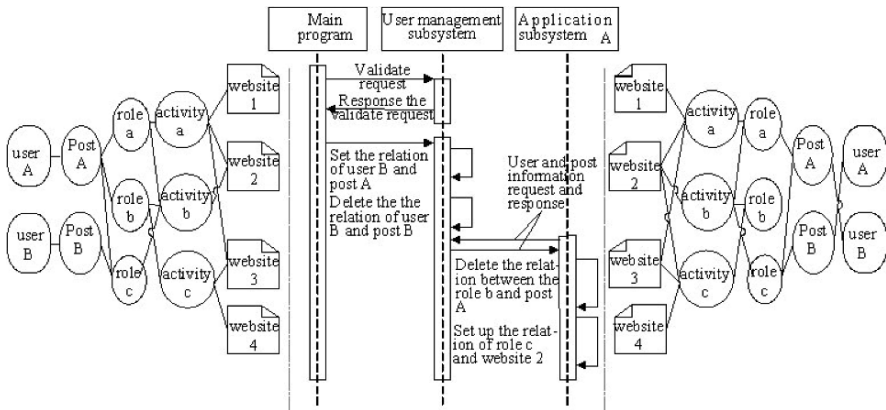 Main
program
User management
subsystem
Application
subsystem A
user
A
user
B
Post
A
Post
B
role
a
role
b
role
c
activity
a
activity
b
activity
c
website
1
website
2
website
3
website
4
Validate
request
Response the
validate request
Set the relation
of user B and
post A
Delete the the
relation of user
B and post B
User and post
information
request and
response
Delete the relat-
ion between the
role b and post
A
Set up the relat-
ion of role c
and website 2
website
1
website
2
website
3
website
4
activity
a
activity
b
activity
c
role
a
role
b
role
c
Post
A
Post
B
user
A
user
B